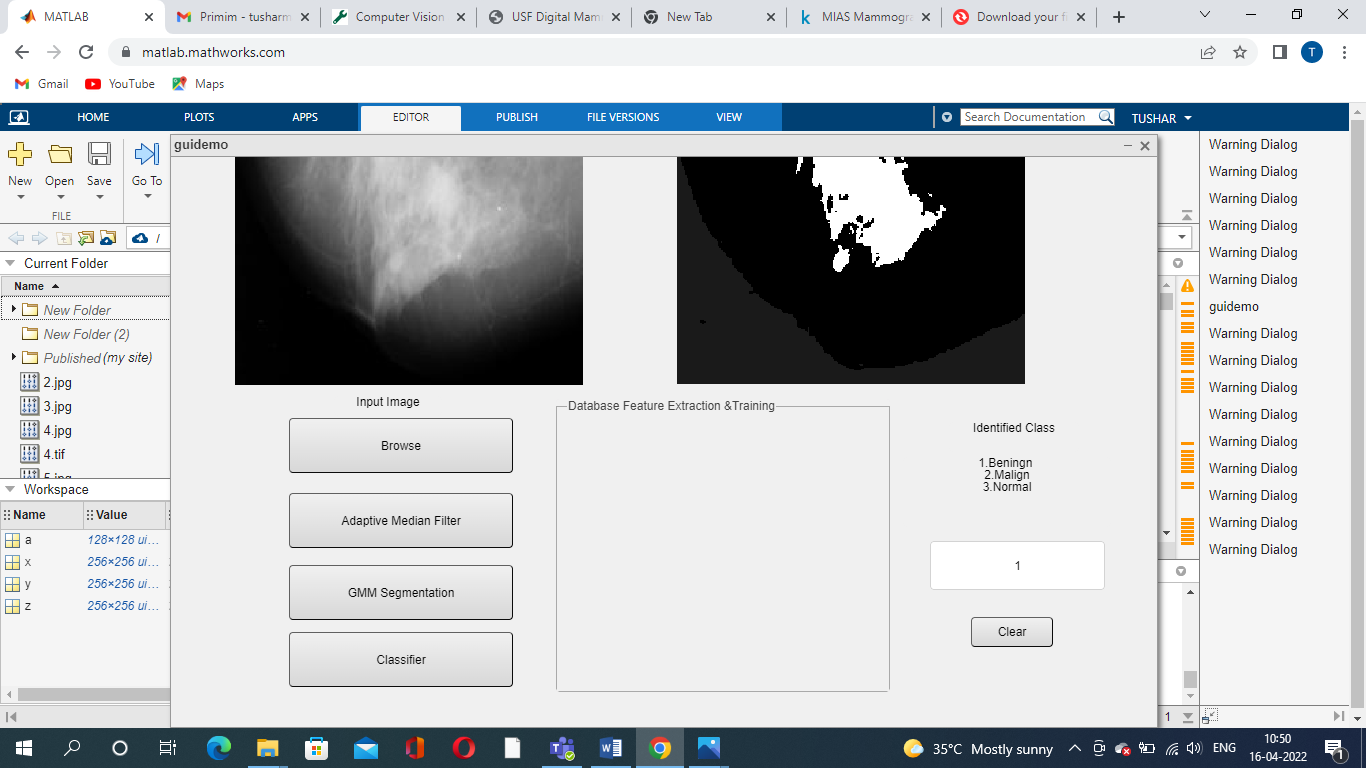 MATLAB
Primim - tusharm
Computer Vision
USF Digital Mam
New Tab
MIAS Mammogra
Download your f
matlab.mathworks.com
T
Gmail
YouTube
Maps
HOME
PLOTS
APPS
EDITOR
PUBLISH
FILE VERSIONS
VIEW
Search Documentation
TUSHAR
New
Open
Save
Go To
FILE
/
Current Folder
Name
New Folder
New Folder (2)
Published (my site)
2.jpg
3.jpg
4.jpg
4.tif
5.jpg
Workspace
Name
Value
a 128×128 ui...
x 256×256 ui...
y 256×256 ui...
z 256×256 ui...
guidemo
Input Image
Browse
Adaptive Median Filter
GMM Segmentation
Classifier
Database Feature Extraction &Training
Identified Class
1.Beningn
2.Malign
3.Normal
1
Clear
1
Warning Dialog
Warning Dialog
Warning Dialog
Warning Dialog
Warning Dialog
Warning Dialog
guidemo
Warning Dialog
Warning Dialog
Warning Dialog
Warning Dialog
Warning Dialog
Warning Dialog
Warning Dialog
Warning Dialog
Warning Dialog
35°C Mostly sunny
ENG
10:50
16-04-2022
1